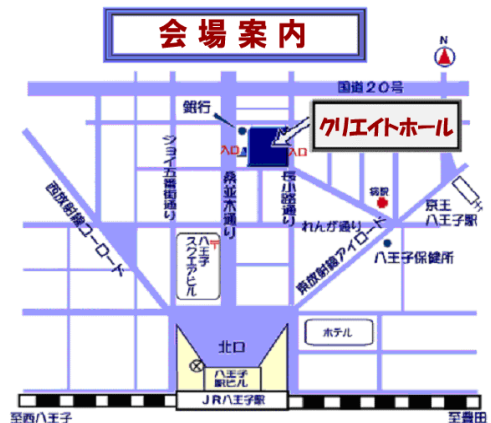 会場案内
N
国道20号
銀行
クリエイトホール
入口
入口
ジョイ五番街通り
桑並木通り
長小路通り
西放射線ユーロード
病院
京王
八王子駅
れんが通り
八王子保健所
東放射線アイロード
八王子
スクエアビル
〒
ホテル
北口
八王子
駅ビル
JR八王子駅
至西八王子
至豊田